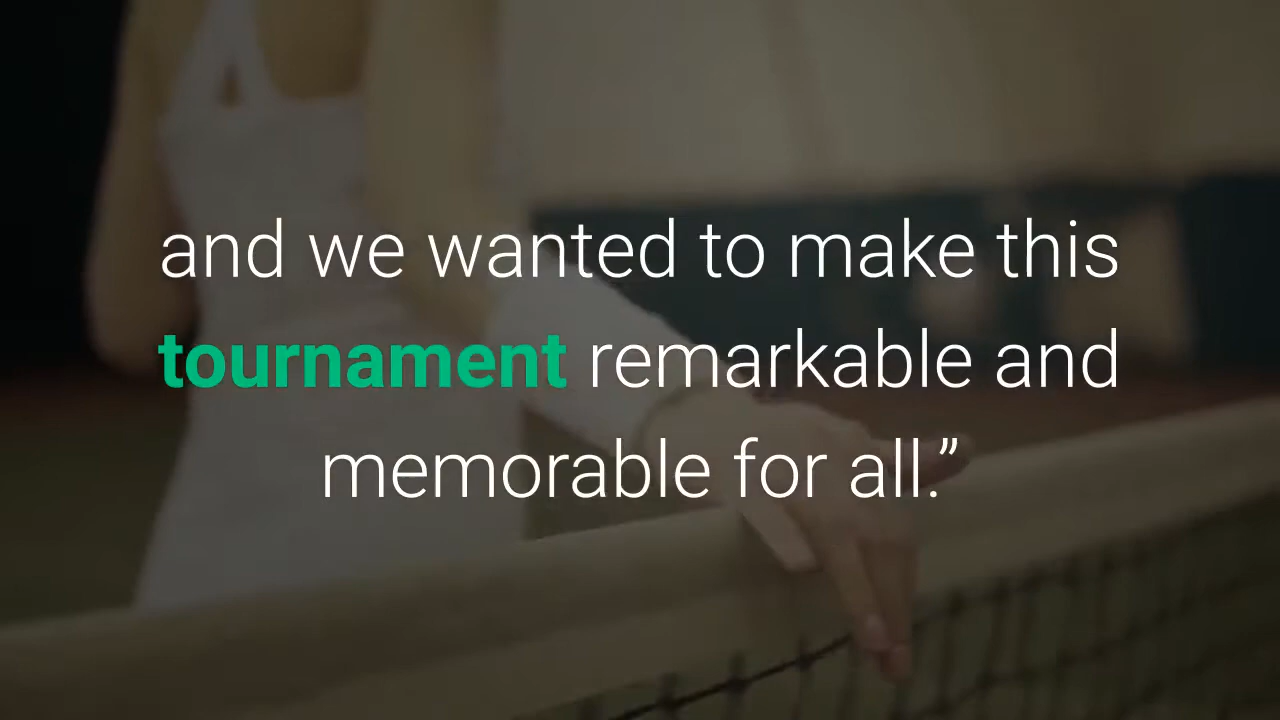 and we wanted to make this
tournament remarkable and
memorable for all.”